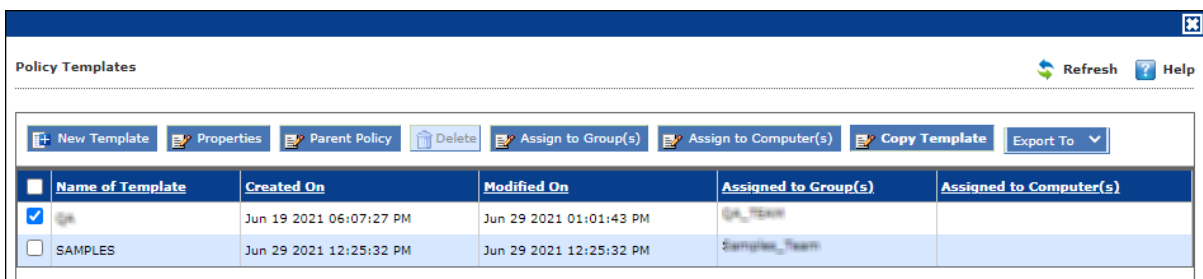 Policy Templates Refresh Help
New Template Properties Parent Policy Delete Assign to Group(s) Assign to Computer(s) Copy Template Export To
Name of Template Created On Modified On Assigned to Group(s) Assigned to Computer(s)
Jun 19 2021 06:07:27 PM Jun 29 2021 01:01:43 PM
SAMPLES Jun 29 2021 12:25:32 PM Jun 29 2021 12:25:32 PM